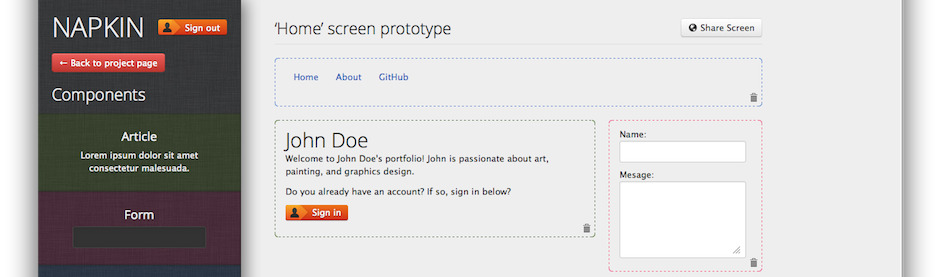 NAPKIN
Sign out
← Back to project page
Components
Article
Lorem ipsum dolor sit amet
consectetur malesuada.
Form
‘Home’ screen prototype
Share Screen
Home About GitHub
John Doe
Welcome to John Doe's portfolio! John is passionate about art,
painting, and graphics design.
Do you already have an account? If so, sign in below?
Sign in
Name:
Mesage: